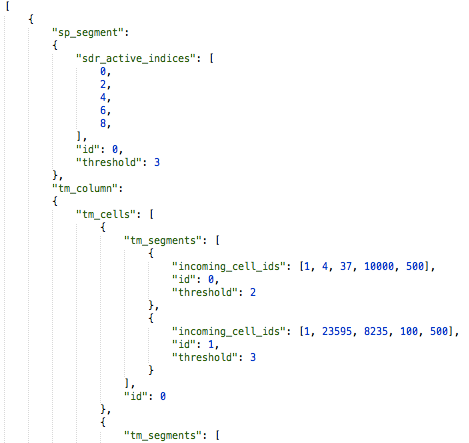 [
{
"sp_segment":
{
"sdr_active_indices": [
0,
2,
4,
6,
8,
],
"id": 0,
"threshold": 3
},
"tm_column":
{
"tm_cells": [
{
"tm_segments": [
{
"incoming_cell_ids": [1, 4, 37, 10000, 500],
"id": 0,
"threshold": 2
},
{
"incoming_cell_ids": [1, 23595, 8235, 100, 500],
"id": 1,
"threshold": 3
}
],
"id": 0
},
{
"tm_segments": [